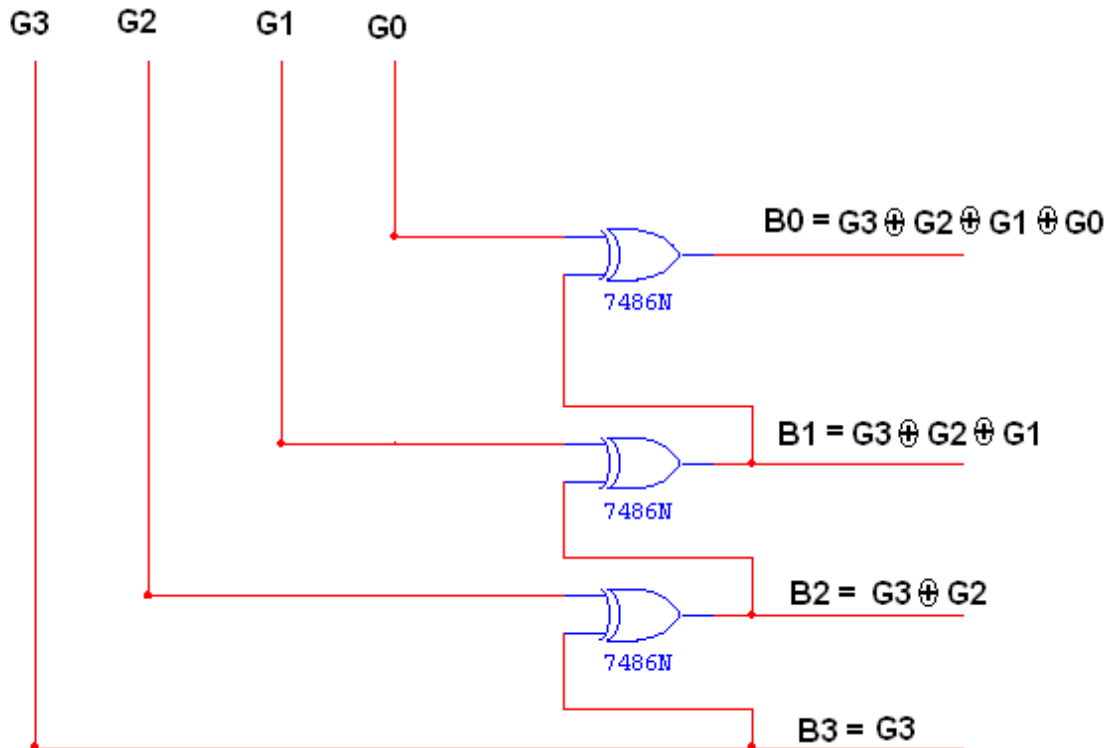 G3 G2 G1 G0
B0 = G3 ⊕ G2 ⊕ G1 ⊕ G0
7486N
B1 = G3 ⊕ G2 ⊕ G1
7486N
B2 = G3 ⊕ G2
7486N
B3 = G3